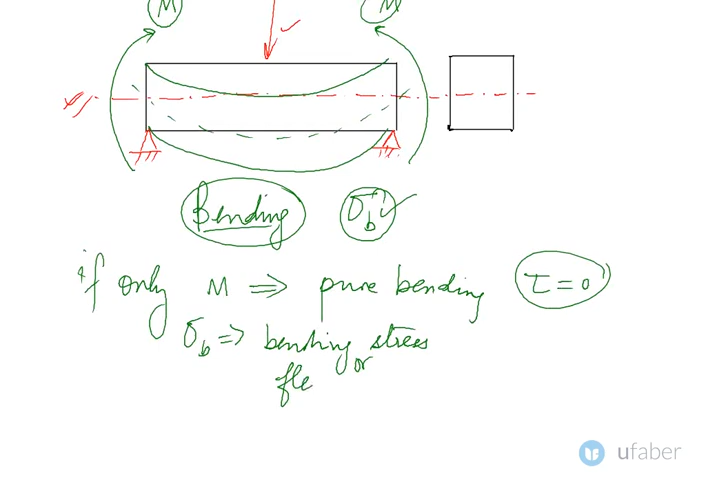 M M
Bending σb
if only M ⇒ pure bending τ = 0
σb ⇒ bending stress
or
fle
ufaber